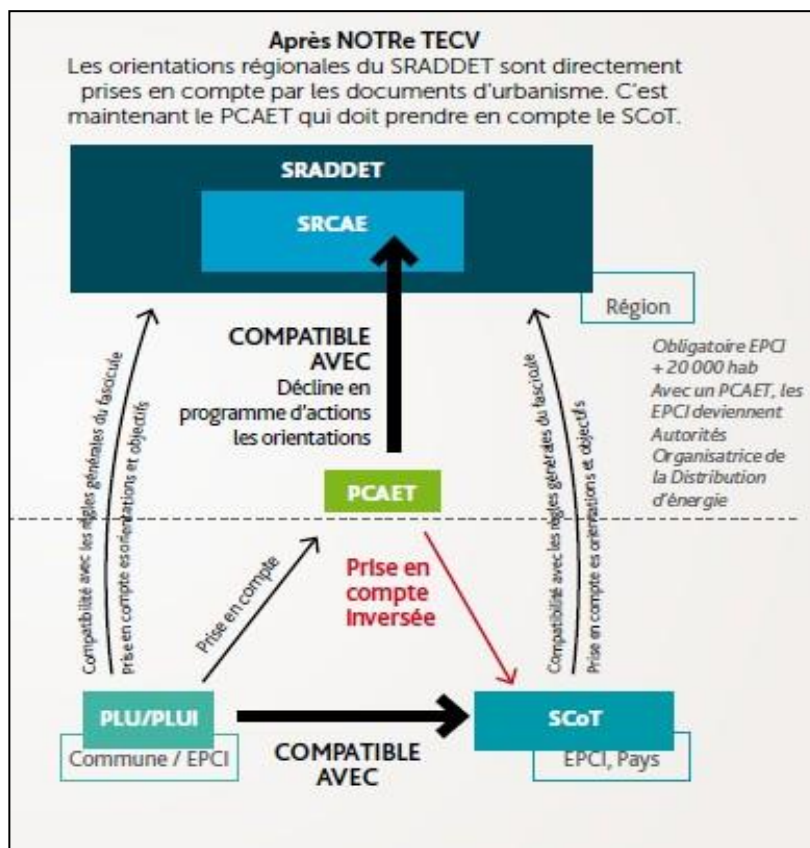 Après NOTRe TECV
Les orientations régionales du SRADDET sont directement
prises en compte par les documents d'urbanisme. C'est
maintenant le PCAET qui doit prendre en compte le SCoT.
SRADDET
SRCAE
Région
COMPATIBLE
AVEC
Décline en
programme d'actions
les orientations
Obligatoire EPCI
+ 20 000 hab
Avec un PCAET, les
EPCI deviennent
Autorités
Organisatrice de
la Distribution
d'énergie
Compatibilité avec les règles générales du fascicule
Prise en compte es orientations et objectifs
PCAET
Compatibilité avec les règles générales du fascicule
Prise en compte es orientations et objectifs
Prise en compte
Prise en
compte
Inversée
PLU/PLUI
Commune / EPCI
COMPATIBLE
AVEC
SCoT
EPCI, Pays